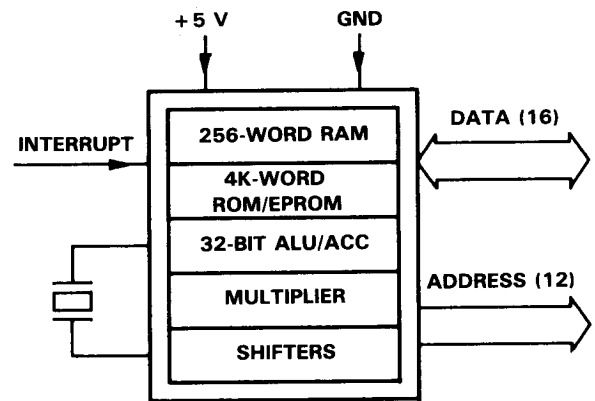 +5 V
GND
INTERRUPT
256-WORD RAM
DATA (16)
4K-WORD
ROM/EPROM
32-BIT ALU/ACC
MULTIPLIER
ADDRESS (12)
SHIFTERS